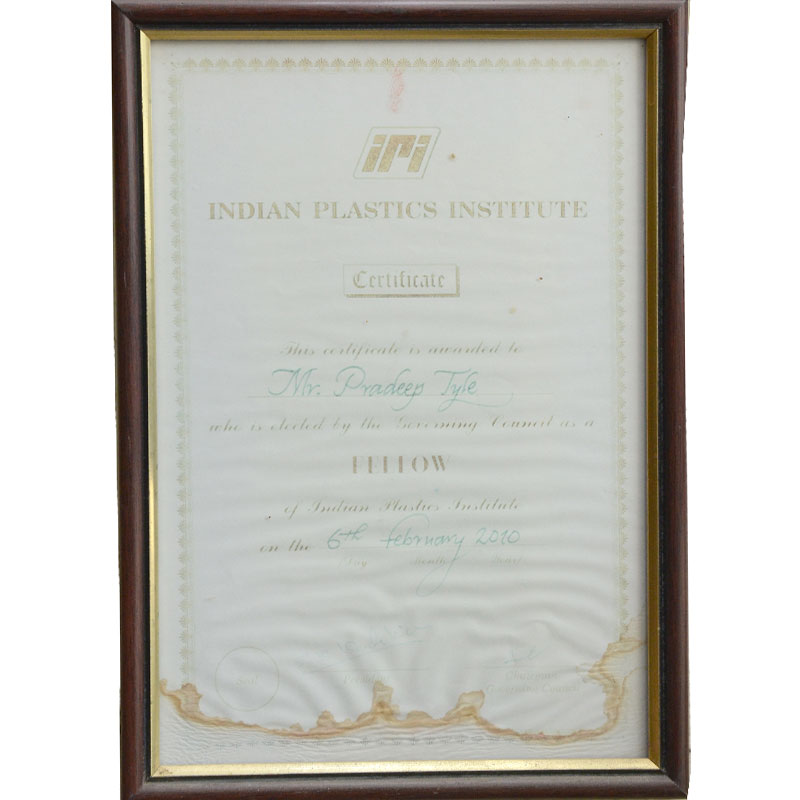 iPi
INDIAN PLASTICS INSTITUTE
Certificate
This certificate is awarded to
Mr. Pradeep Tyle
who is elected by the Governing Council as a
FELLOW
of Indian Plastics Institute
on the 6th February 2010
Day Month Year
Seal President Chairman
Governing Council